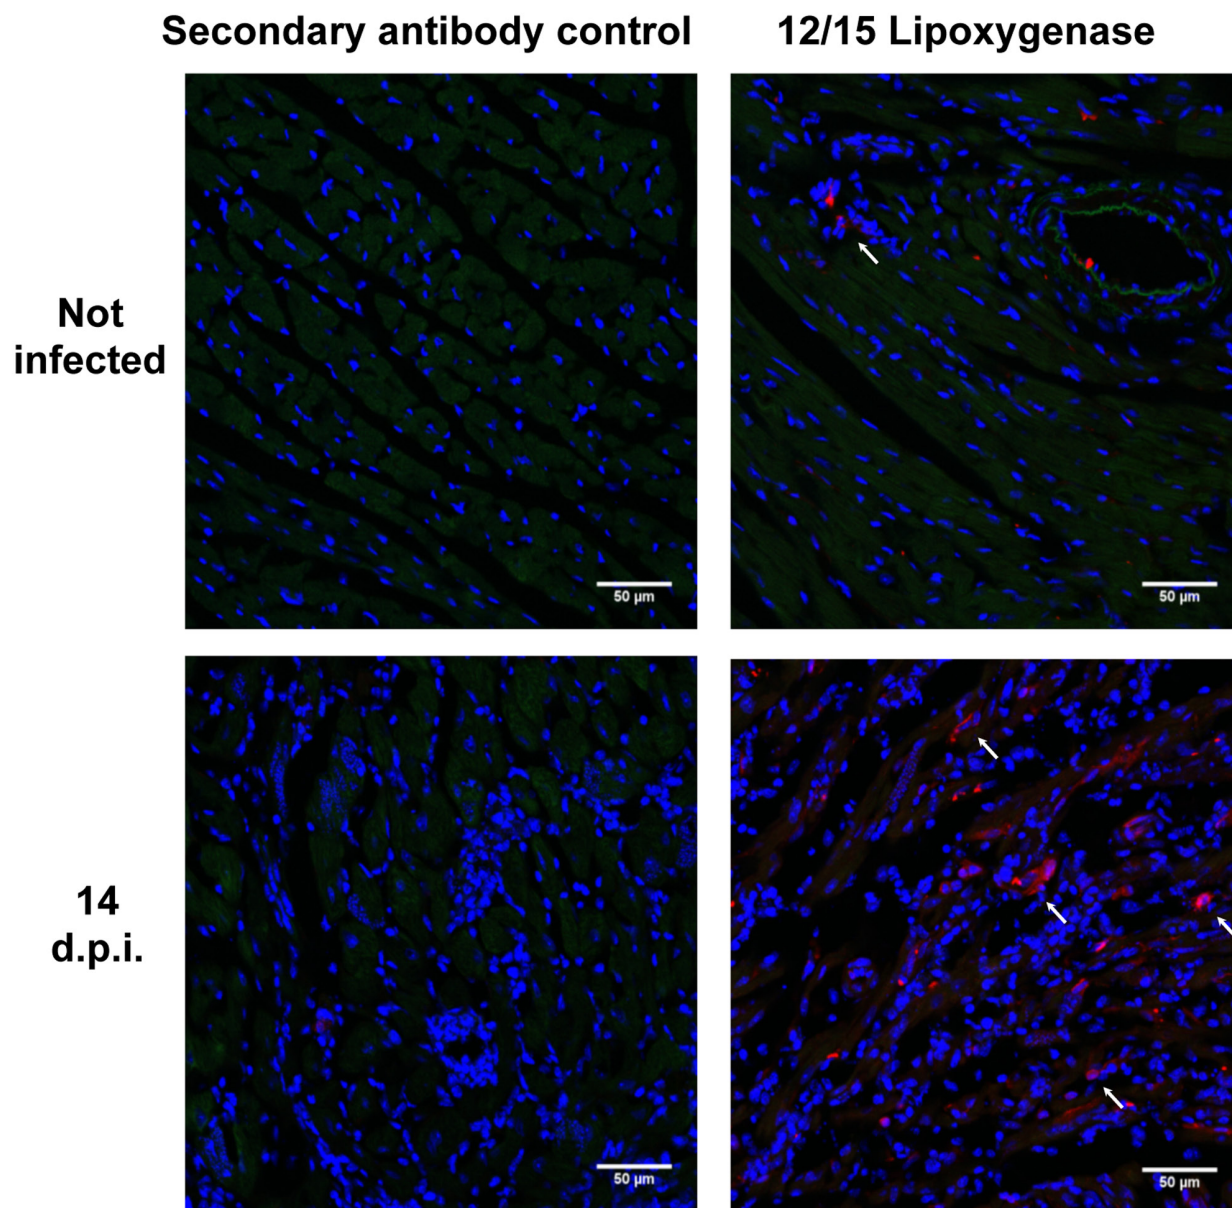 Secondary antibody control
12/15 Lipoxygenase
Not
infected
50 µm
50 µm
14
d.p.i.
50 µm
50 µm